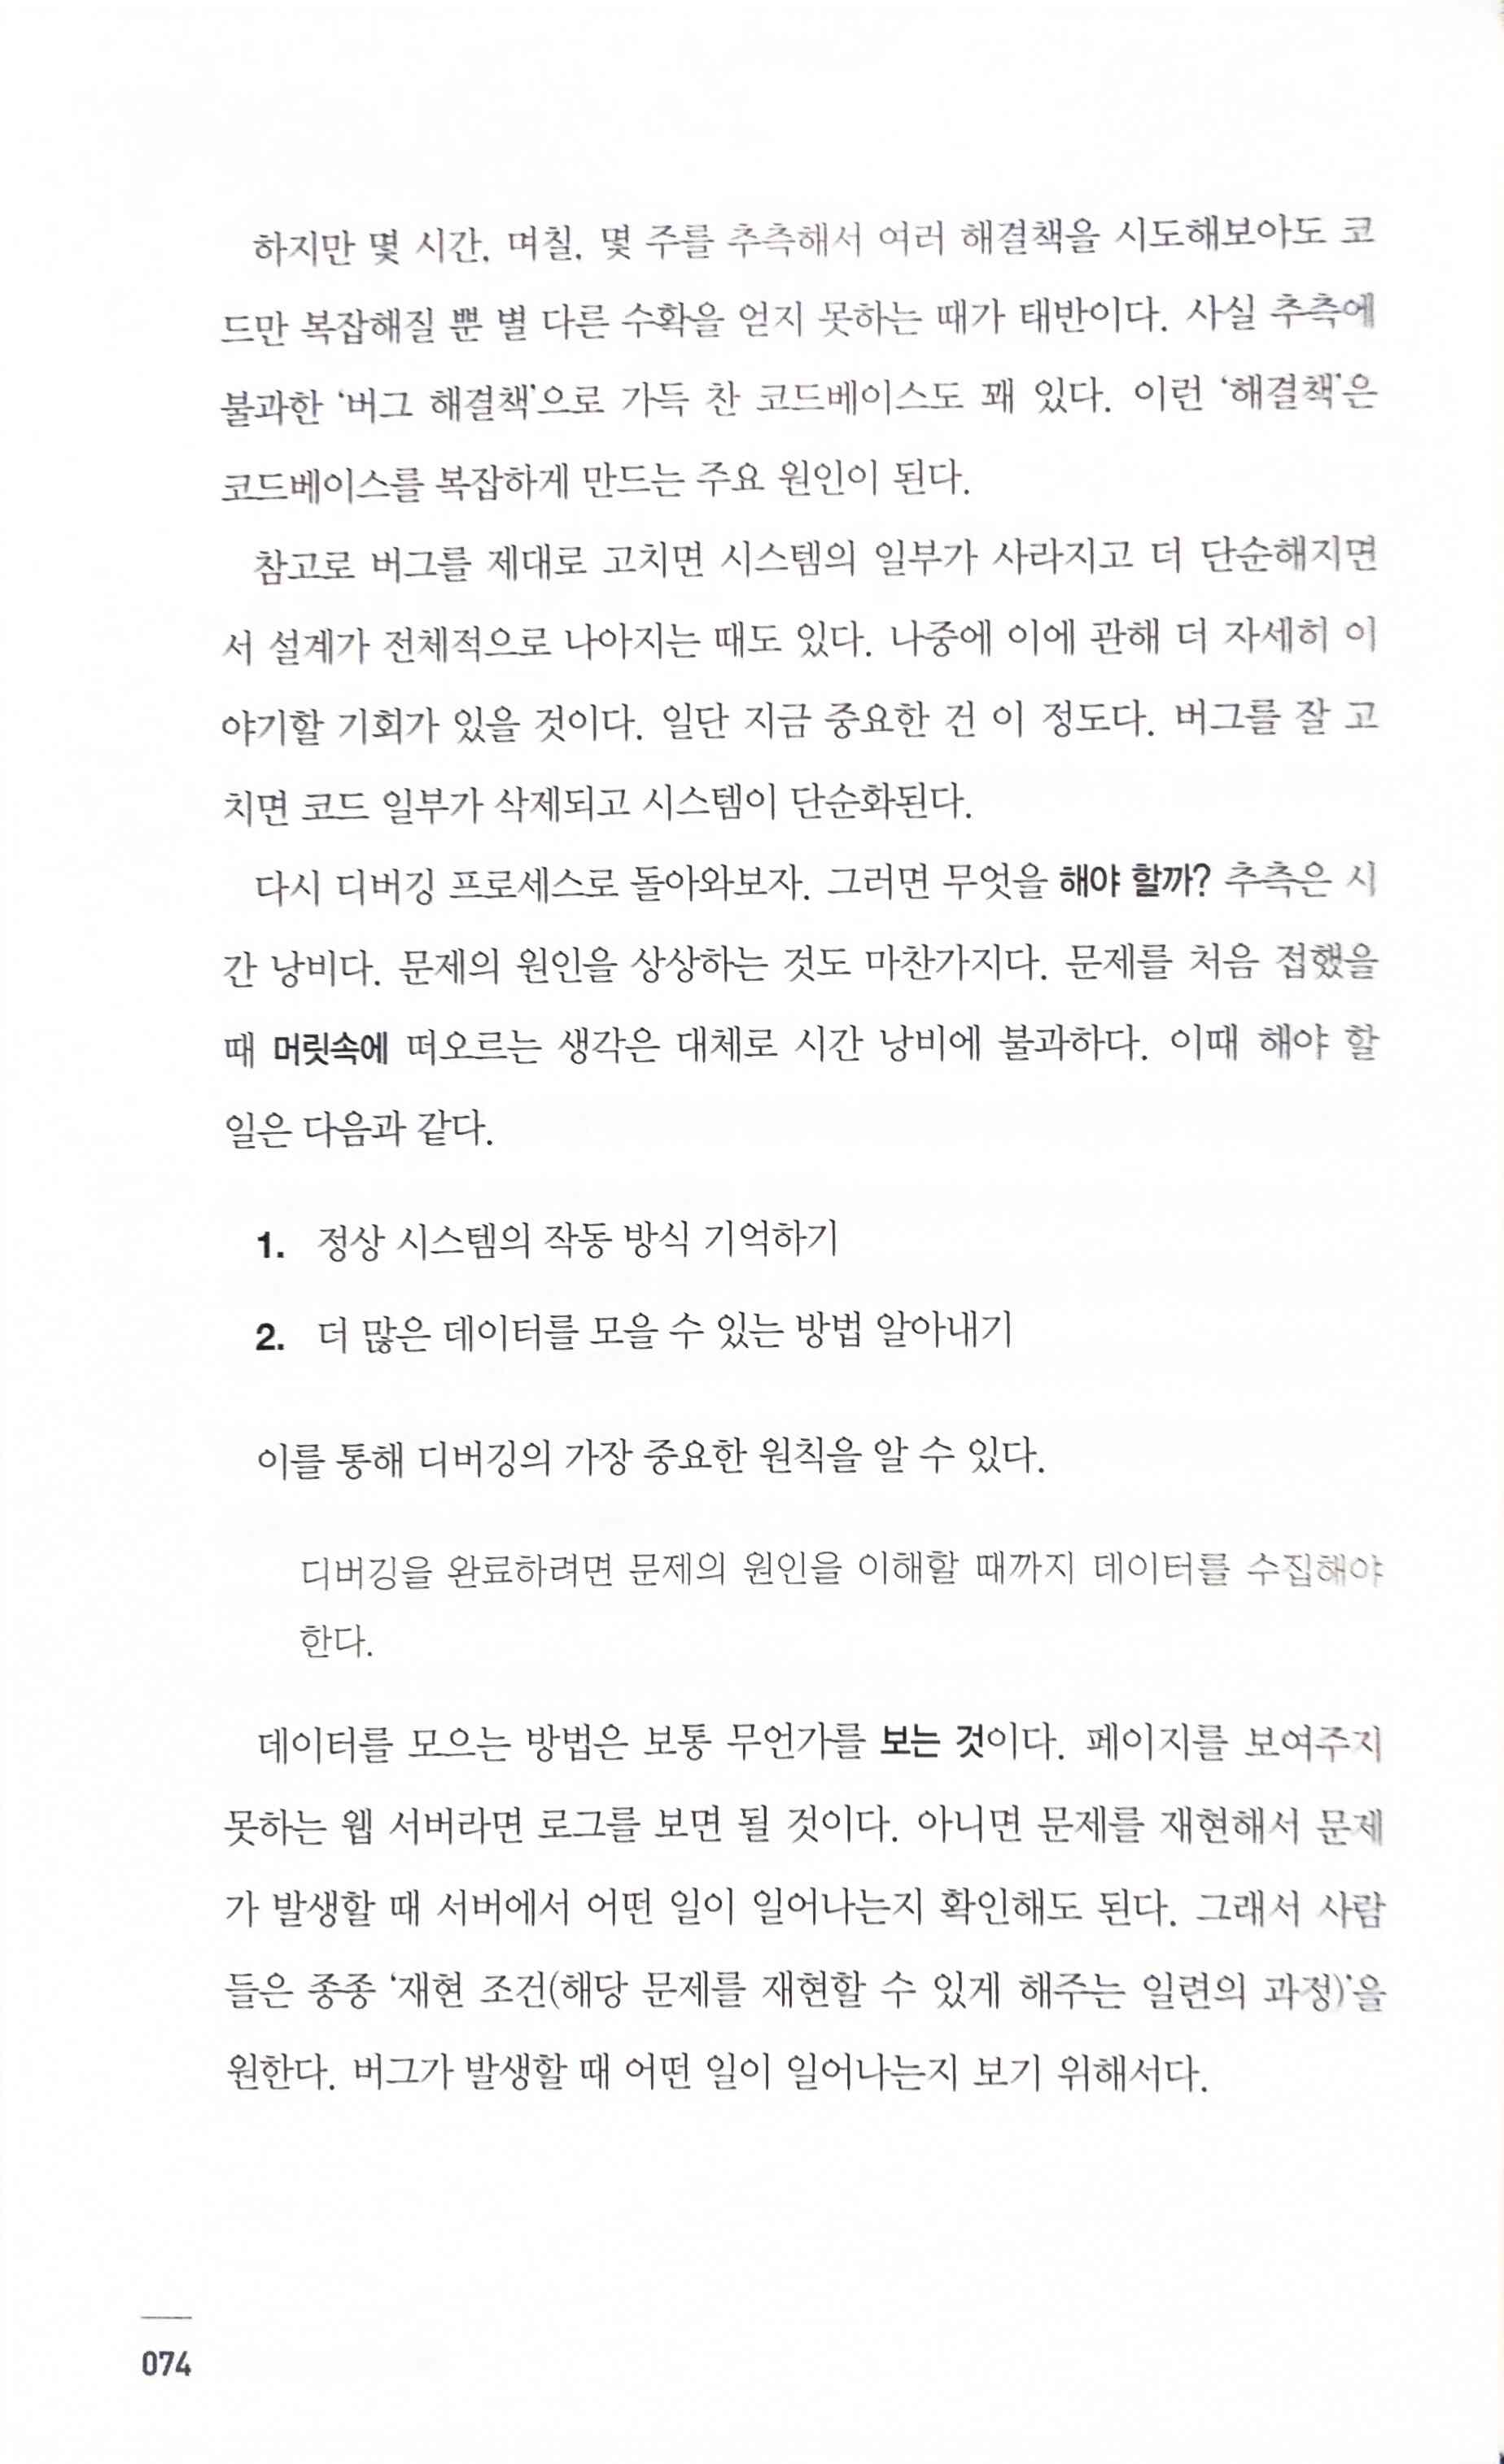 하지만 몇 시간, 며칠, 몇 주를 추측해서 여러 해결책을 시도해보아도 코
드만 복잡해질 뿐 별 다른 수확을 얻지 못하는 때가 태반이다. 사실 추측에
불과한 ‘버그 해결책’으로 가득 찬 코드베이스도 꽤 있다. 이런 ‘해결책’은
코드베이스를 복잡하게 만드는 주요 원인이 된다.
참고로 버그를 제대로 고치면 시스템의 일부가 사라지고 더 단순해지면
서 설계가 전체적으로 나아지는 때도 있다. 나중에 이에 관해 더 자세히 이
야기할 기회가 있을 것이다. 일단 지금 중요한 건 이 정도다. 버그를 잘 고
치면 코드 일부가 삭제되고 시스템이 단순화된다.
다시 디버깅 프로세스로 돌아와보자. 그러면 무엇을 해야 할까? 추측은 시
간 낭비다. 문제의 원인을 상상하는 것도 마찬가지다. 문제를 처음 접했을
때 머릿속에 떠오르는 생각은 대체로 시간 낭비에 불과하다. 이때 해야 할
일은 다음과 같다.
1. 정상 시스템의 작동 방식 기억하기
2. 더 많은 데이터를 모을 수 있는 방법 알아내기
이를 통해 디버깅의 가장 중요한 원칙을 알 수 있다.
디버깅을 완료하려면 문제의 원인을 이해할 때까지 데이터를 수집해야
한다.
데이터를 모으는 방법은 보통 무언가를 보는 것이다. 페이지를 보여주지
못하는 웹 서버라면 로그를 보면 될 것이다. 아니면 문제를 재현해서 문제
가 발생할 때 서버에서 어떤 일이 일어나는지 확인해도 된다. 그래서 사람
들은 종종 ‘재현 조건(해당 문제를 재현할 수 있게 해주는 일련의 과정)’을
원한다. 버그가 발생할 때 어떤 일이 일어나는지 보기 위해서다.
074